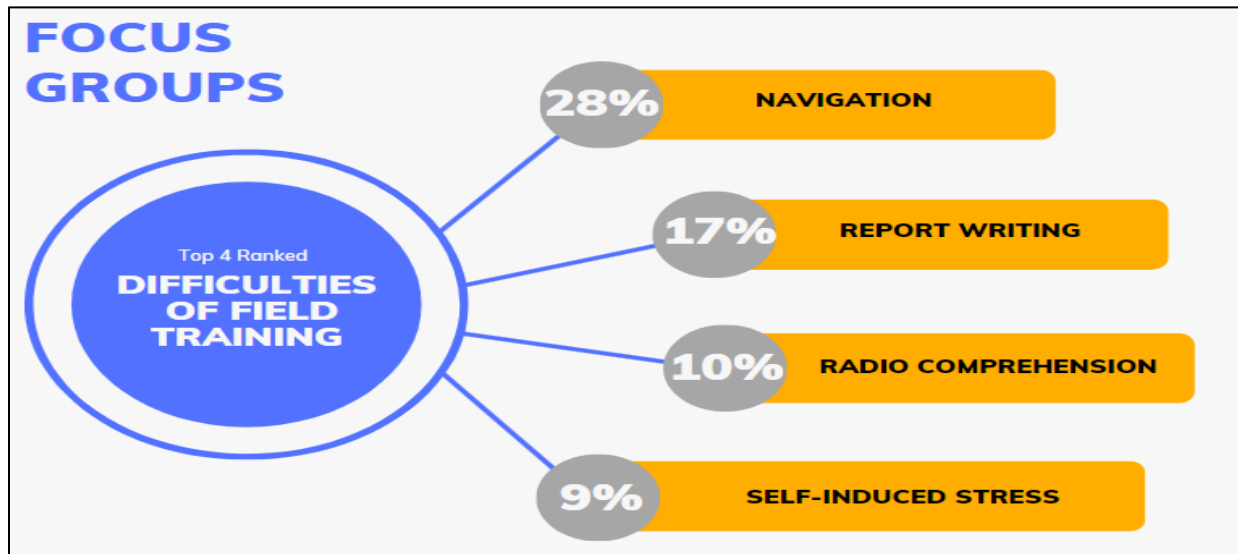 FOCUS
GROUPS
Top 4 Ranked
DIFFICULTIES
OF FIELD
TRAINING
28%
NAVIGATION
17%
REPORT WRITING
10%
RADIO COMPREHENSION
9%
SELF-INDUCED STRESS